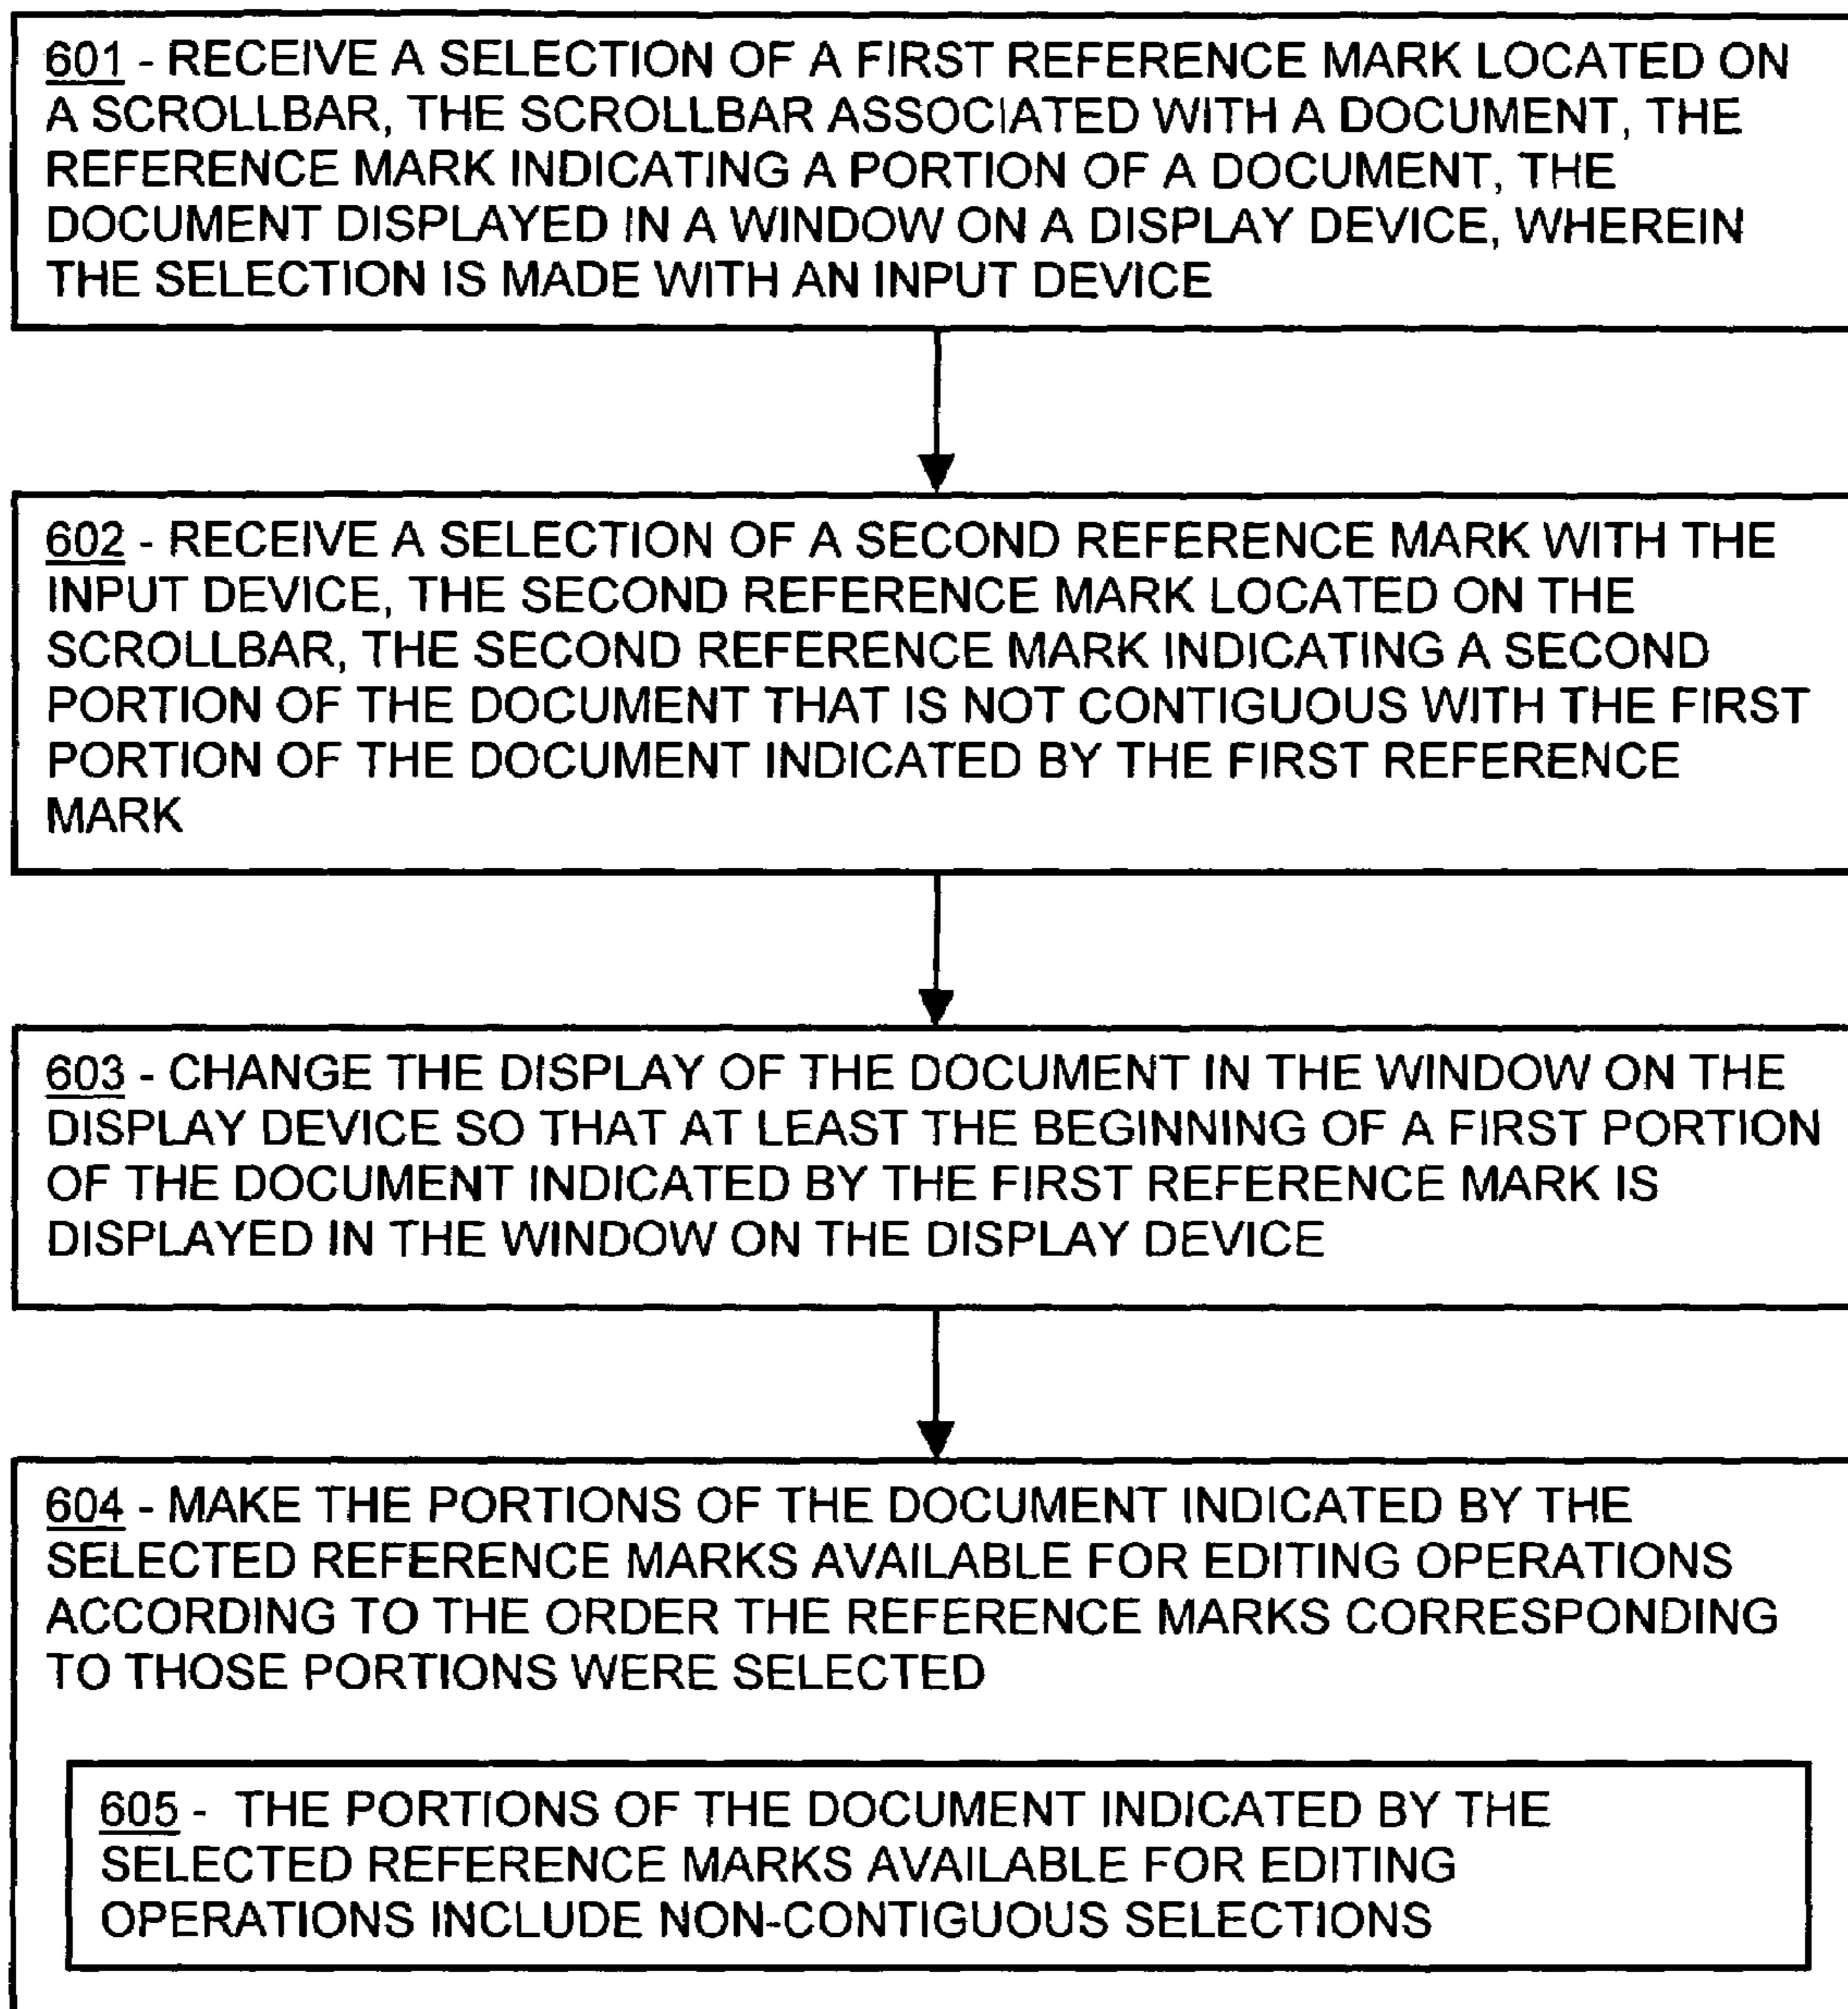 601 - RECEIVE A SELECTION OF A FIRST REFERENCE MARK LOCATED ON
A SCROLLBAR, THE SCROLLBAR ASSOCIATED WITH A DOCUMENT, THE
REFERENCE MARK INDICATING A PORTION OF A DOCUMENT, THE
DOCUMENT DISPLAYED IN A WINDOW ON A DISPLAY DEVICE, WHEREIN
THE SELECTION IS MADE WITH AN INPUT DEVICE
602 - RECEIVE A SELECTION OF A SECOND REFERENCE MARK WITH THE
INPUT DEVICE, THE SECOND REFERENCE MARK LOCATED ON THE
SCROLLBAR, THE SECOND REFERENCE MARK INDICATING A SECOND
PORTION OF THE DOCUMENT THAT IS NOT CONTIGUOUS WITH THE FIRST
PORTION OF THE DOCUMENT INDICATED BY THE FIRST REFERENCE
MARK
603 - CHANGE THE DISPLAY OF THE DOCUMENT IN THE WINDOW ON THE
DISPLAY DEVICE SO THAT AT LEAST THE BEGINNING OF A FIRST PORTION
OF THE DOCUMENT INDICATED BY THE FIRST REFERENCE MARK IS
DISPLAYED IN THE WINDOW ON THE DISPLAY DEVICE
604 - MAKE THE PORTIONS OF THE DOCUMENT INDICATED BY THE
SELECTED REFERENCE MARKS AVAILABLE FOR EDITING OPERATIONS
ACCORDING TO THE ORDER THE REFERENCE MARKS CORRESPONDING
TO THOSE PORTIONS WERE SELECTED
605 - THE PORTIONS OF THE DOCUMENT INDICATED BY THE
SELECTED REFERENCE MARKS AVAILABLE FOR EDITING
OPERATIONS INCLUDE NON-CONTIGUOUS SELECTIONS